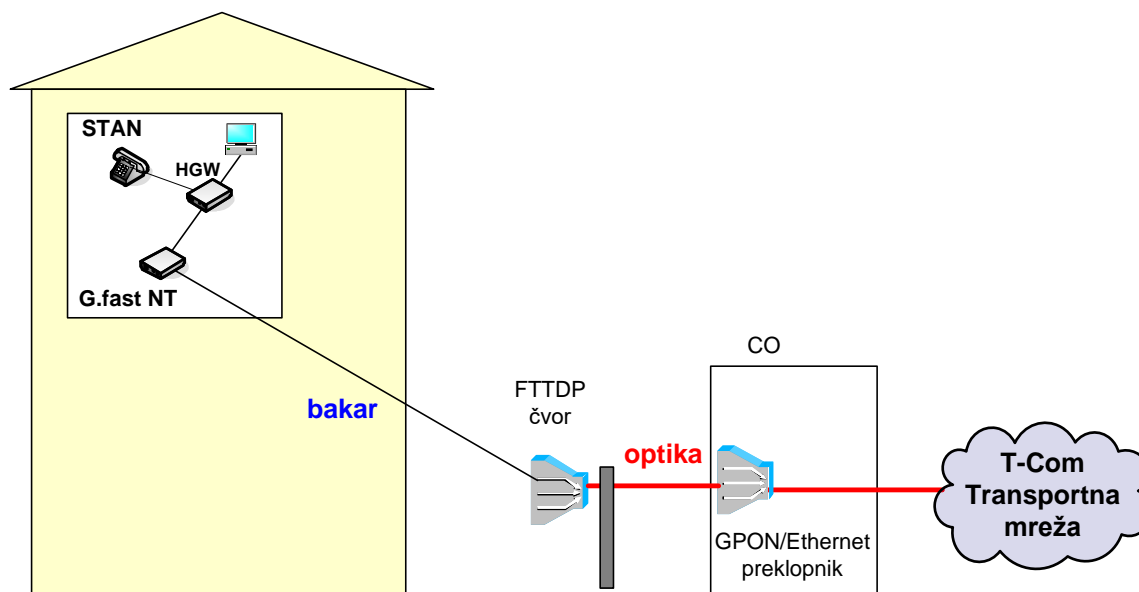 STAN
HGW
G.fast NT
bakar
FTTDP
čvor
optika
CO
GPON/Ethernet
preklopnik
T-Com
Transportna
mreža